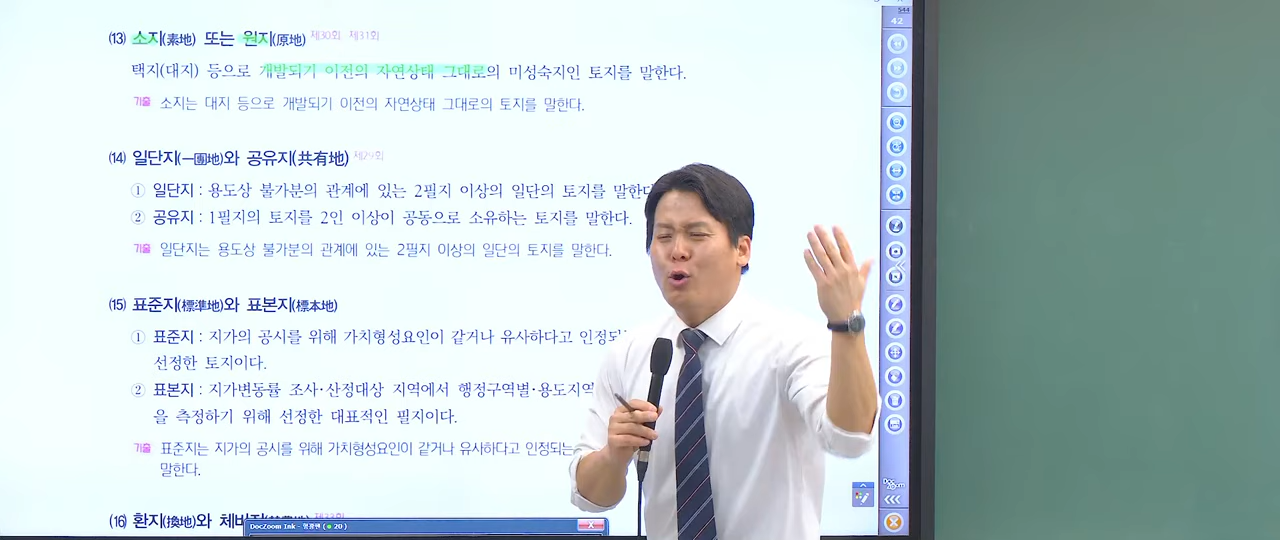 (13) 소지(素地) 또는 원지(原地) 제30회 제31회
택지(대지) 등으로 개발되기 이전의 자연상태 그대로의 미성숙지인 토지를 말한다.
기출 소지는 대지 등으로 개발되기 이전의 자연상태 그대로의 토지를 말한다.
(14) 일단지(一團地)와 공유지(共有地) 제29회
① 일단지 : 용도상 불가분의 관계에 있는 2필지 이상의 일단의 토지를 말한다
② 공유지 : 1필지의 토지를 2인 이상이 공동으로 소유하는 토지를 말한다.
기출 일단지는 용도상 불가분의 관계에 있는 2필지 이상의 일단의 토지를 말한다.
(15) 표준지(標準地)와 표본지(標本地)
① 표준지 : 지가의 공시를 위해 가치형성요인이 같거나 유사하다고
선정한 토지이다.
② 표본지 : 지가변동률 조사·산정대상 지역에서 행정구역별·용도지역
을 측정하기 위해 선정한 대표적인 필지이다.
기출 표준지는 지가의 공시를 위해 가치형성요인이 같거나 유사하다고 인정되는
말한다.
(16) 환지(換地)와 제33회
DocZoom Ink - 형광펜 ( 20 )
544
42
DocZoom